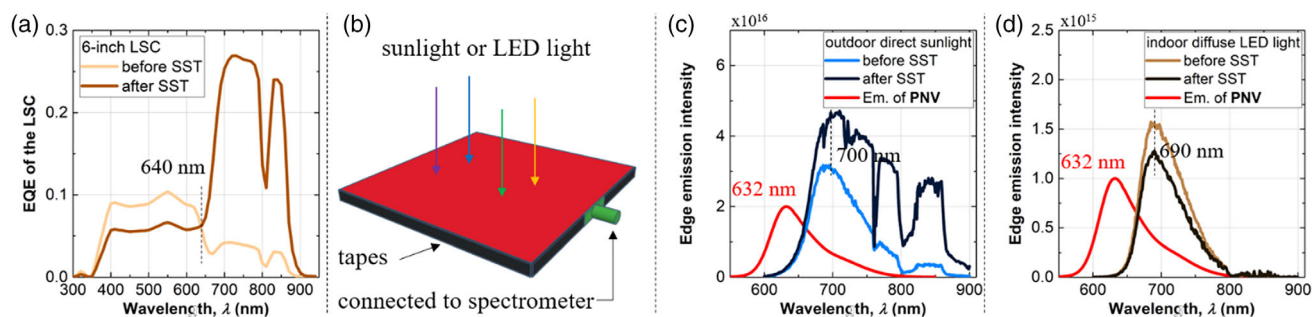 (a)
6-inch LSC
before SST
after SST
640 nm
EQE of the LSC
0.3
0.2
0.1
0.0
300 400 500 600 700 800 900
Wavelength, λ (nm)
(b)
sunlight or LED light
tapes
connected to spectrometer
(c)
x10¹⁶
outdoor direct sunlight
before SST
after SST
Em. of PNV
700 nm
632 nm
Edge emission intensity
6
4
2
0
600 700 800 900
Wavelength, λ (nm)
(d)
x10¹⁵
indoor diffuse LED light
before SST
after SST
Em. of PNV
632 nm
690 nm
Edge emission intensity
2.5
2.0
1.5
1.0
0.5
0.0
600 700 800 900
Wavelength, λ (nm)